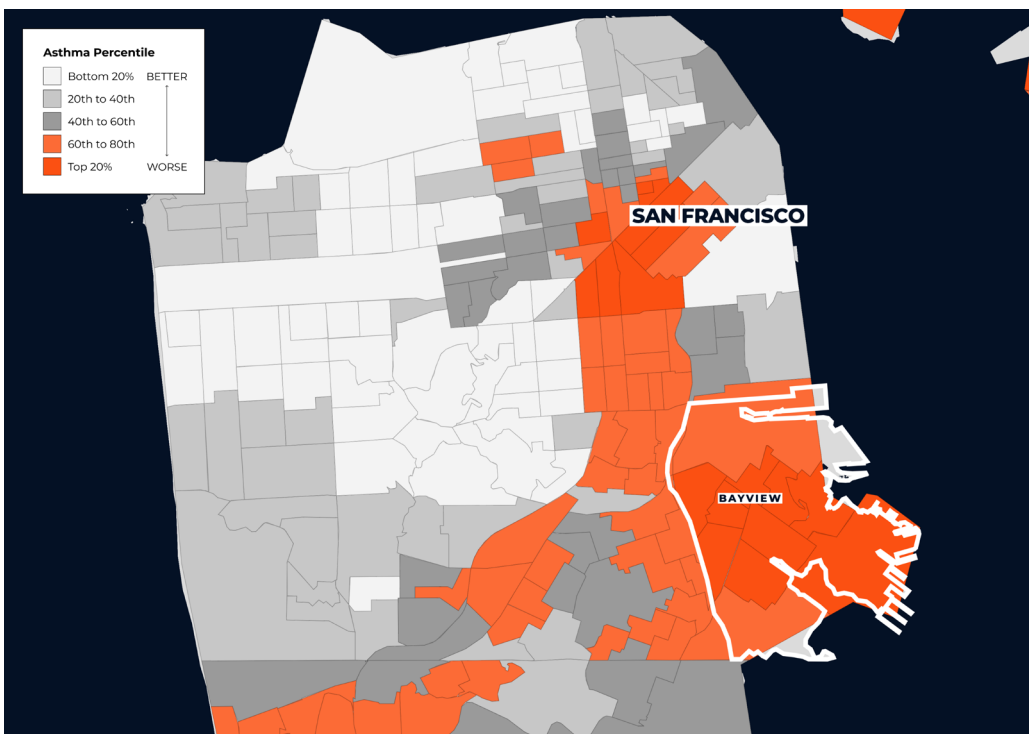 Asthma Percentile
Bottom 20% BETTER
20th to 40th
40th to 60th
60th to 80th
Top 20% WORSE
SAN FRANCISCO
BAYVIEW